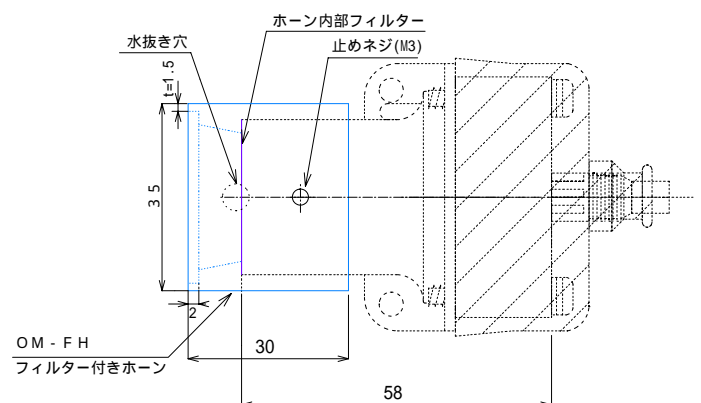 ホーン内部フィルター
水抜き穴
止めネジ(M3)
t=1.5
35
2
OM-FH
フィルター付きホーン
30
58